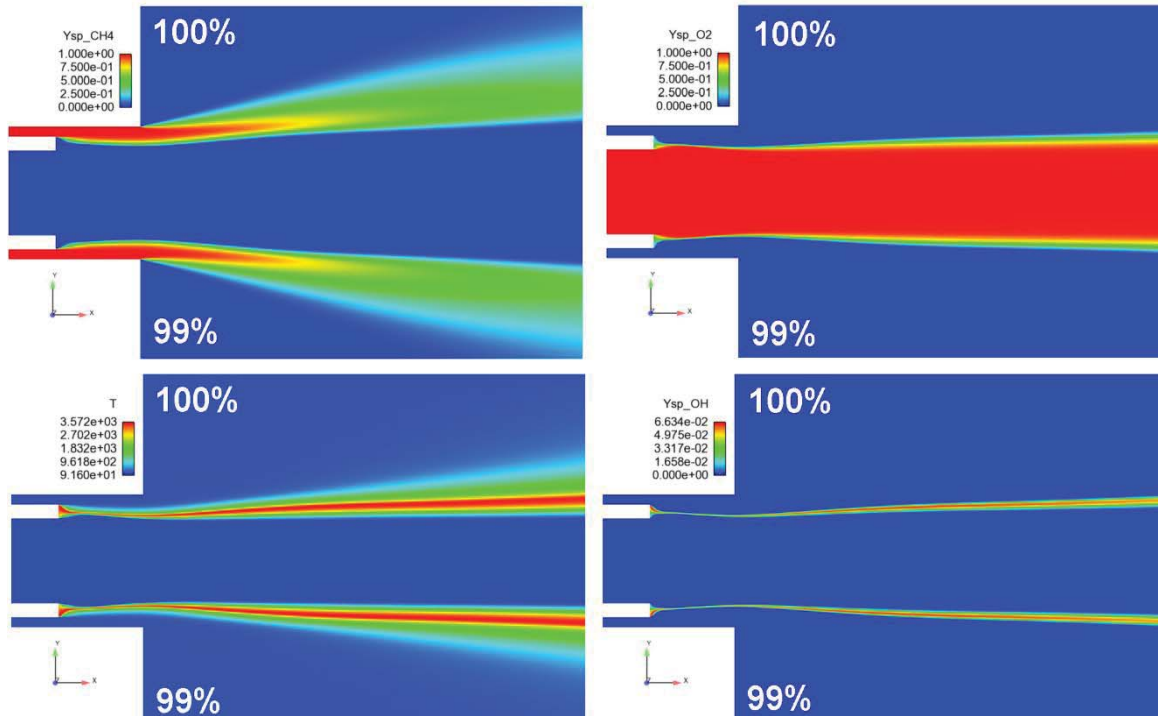 100%
Ysp_CH4
1.000e+00
7.500e-01
5.000e-01
2.500e-01
0.000e+00
Y
Z
X
99%
100%
Ysp_O2
1.000e+00
7.500e-01
5.000e-01
2.500e-01
0.000e+00
Y
Z
X
99%
100%
T
3.572e+03
2.702e+03
1.832e+03
9.618e+02
9.160e+01
Y
Z
X
99%
100%
Ysp_OH
6.634e-02
4.975e-02
3.317e-02
1.658e-02
0.000e+00
Y
Z
X
99%